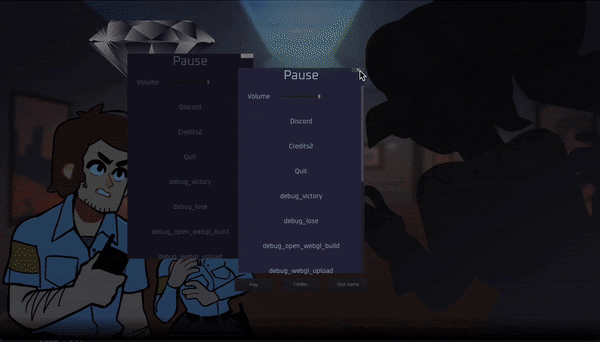 Pause
Volume
Discord
Credits2
Quit
debug_victory
debug_lose
debug_open_webgl_build
debug_webgl_upload
Pause
Volume
Discord
Credits2
Quit
debug_victory
debug_lose
debug_open_webgl_build
debug_webgl_upload
Play
Credits
Quit Game